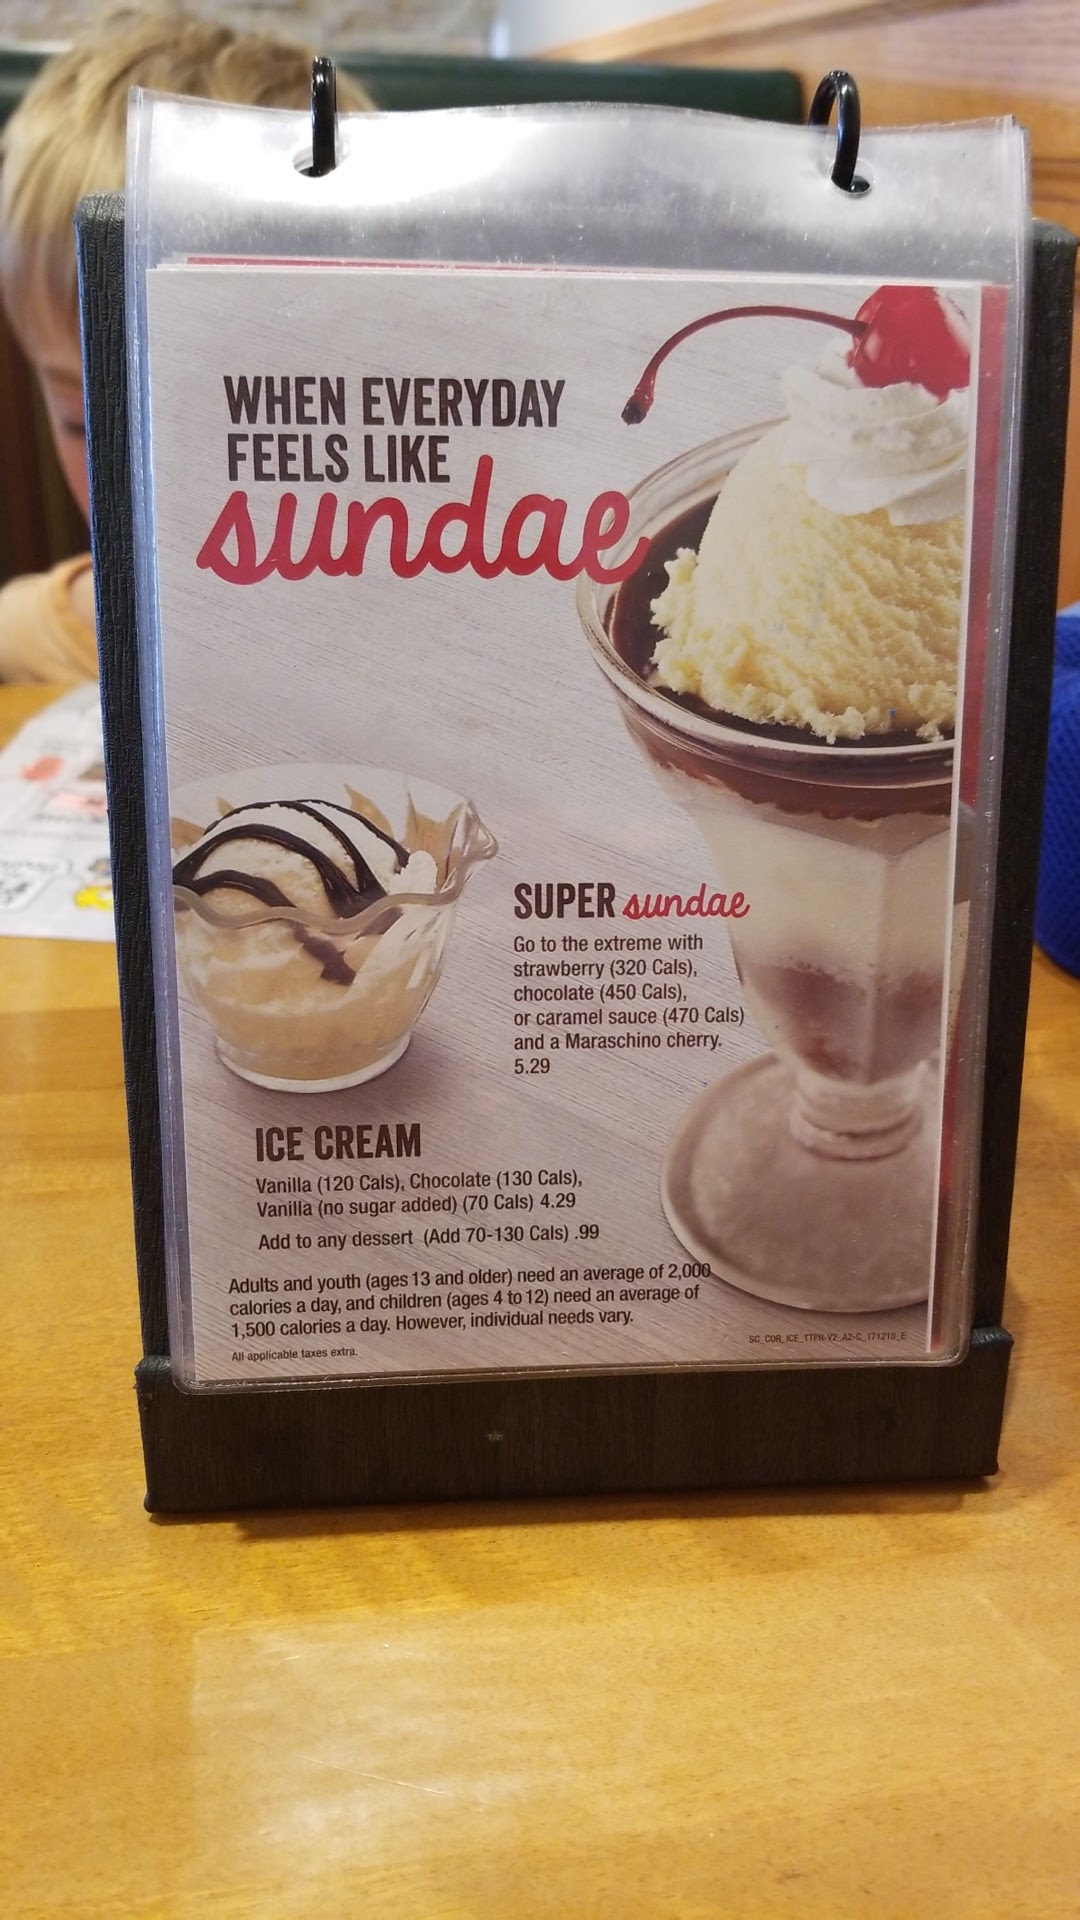 WHEN EVERYDAY
FEELS LIKE
sundae
SUPER sundae
Go to the extreme with
strawberry (320 Cals),
chocolate (450 Cals),
or caramel sauce (470 Cals)
and a Maraschino cherry.
5.29
ICE CREAM
Vanilla (120 Cals), Chocolate (130 Cals),
Vanilla (no sugar added) (70 Cals) 4.29
Add to any dessert (Add 70-130 Cals) .99
Adults and youth (ages 13 and older) need an average of 2,000
calories a day, and children (ages 4 to 12) need an average of
1,500 calories a day. However, individual needs vary.
All applicable taxes extra.
SC_COR_ICE_TTPR-V2_A2-C_171218_E